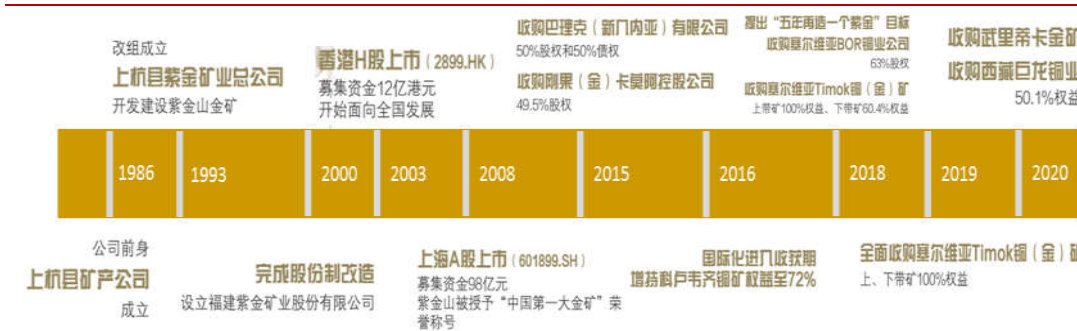 改组成立
上杭县紫金矿业总公司
开发建设紫金山金矿
香港H股上市（2899.HK）
募集资金12亿港元
开始面向全国发展
收购巴理克（新几内亚）有限公司
50%股权和50%债权
收购刚果（金）卡莫阿控股公司
49.5%股权
提出“五年再造一个紫金”目标
收购塞尔维亚BOR铜业公司
63%股权
收购塞尔维亚Timok铜（金）矿
上带矿100%权益、下带矿60.4%权益
收购武里蒂卡金矿
收购西藏巨龙铜业
50.1%权益
1986 1993 2000 2003 2008 2015 2016 2018 2019 2020
公司前身
上杭县矿产公司
成立
完成股份制改造
设立福建紫金矿业股份有限公司
上海A股上市（601899.SH）
募集资金98亿元
紫金山被授予“中国第一大金矿”荣
誉称号
国际化进入收获期
增持科卢韦齐铜矿权益至72%
全面收购塞尔维亚Timok铜（金）矿
上、下带矿100%权益